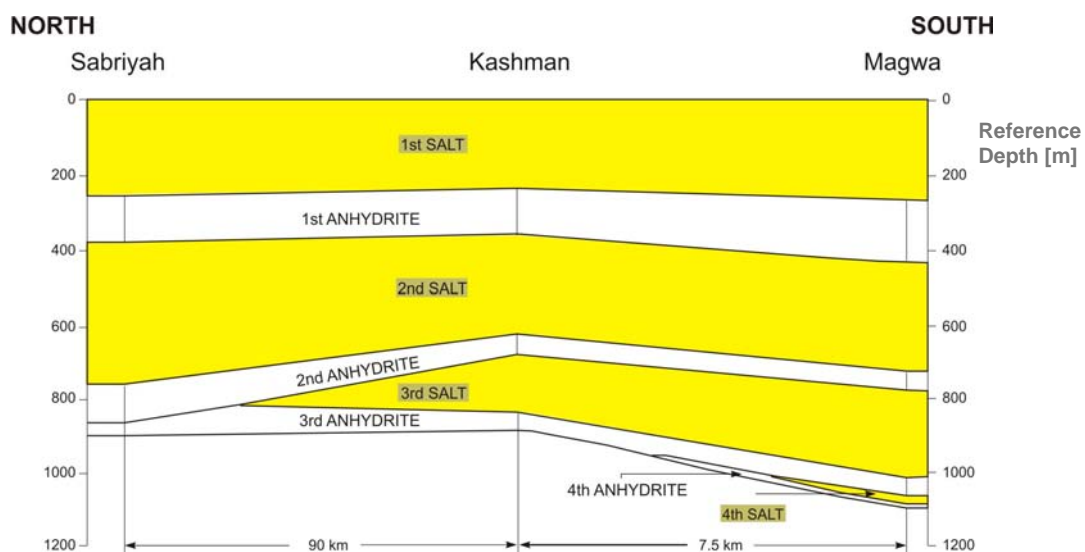 NORTH SOUTH
Sabriyah Kashman Magwa
0 0
Reference
Depth [m]
1st SALT
200 200
1st ANHYDRITE
400 400
2nd SALT
600 600
2nd ANHYDRITE
3rd SALT
800 800
3rd ANHYDRITE
1000 1000
4th ANHYDRITE
4th SALT
1200 90 km 7.5 km 1200